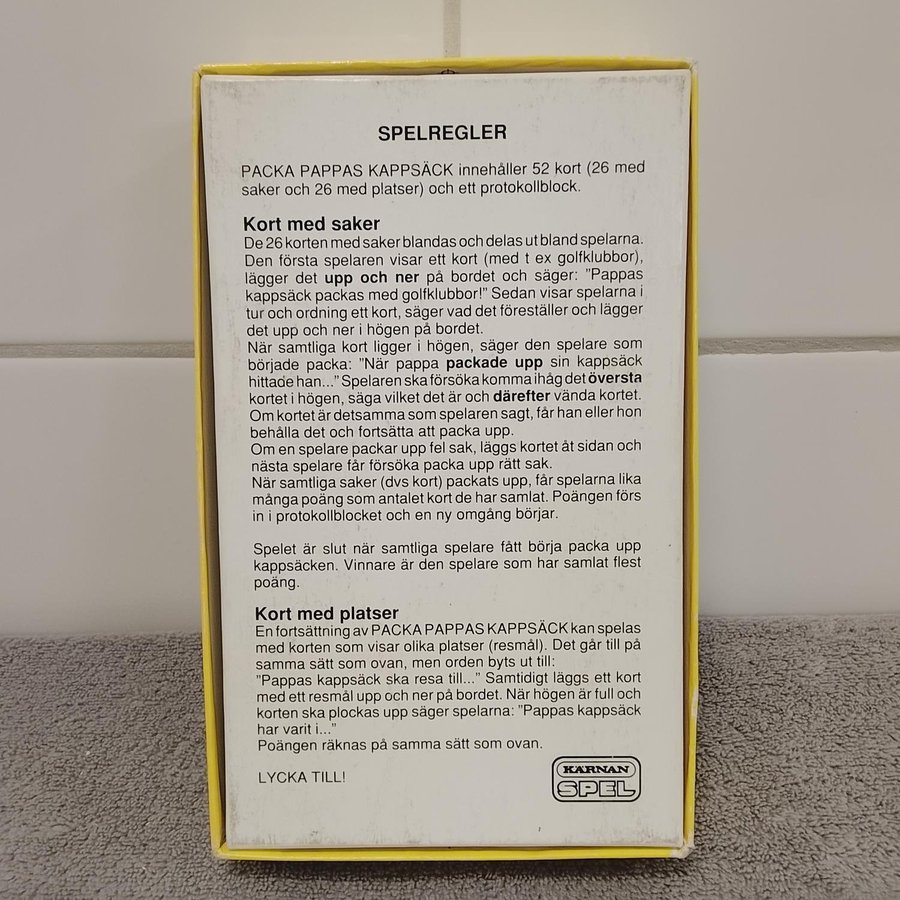 SPELREGLER
PACKA PAPPAS KAPPSÄCK innehåller 52 kort (26 med
saker och 26 med platser) och ett protokollblock.
Kort med saker
De 26 korten med saker blandas och delas ut bland spelarna.
Den första spelaren visar ett kort (med t ex golfklubbor),
lägger det upp och ner på bordet och säger: ”Pappas
kappsäck packas med golfklubbor!” Sedan visar spelarna i
tur och ordning ett kort, säger vad det föreställer och lägger
det upp och ner i högen på bordet.
När samtliga kort ligger i högen, säger den spelare som
började packa: ”När pappa packade upp sin kappsäck
hittade han...” Spelaren ska försöka komma ihåg det översta
kortet i högen, säga vilket det är och därefter vända kortet.
Om kortet är detsamma som spelaren sagt, får han eller hon
behålla det och fortsätta att packa upp.
Om en spelare packar upp fel sak, läggs kortet åt sidan och
nästa spelare får försöka packa upp rätt sak.
När samtliga saker (dvs kort) packats upp, får spelarna lika
många poäng som antalet kort de har samlat. Poängen förs
in i protokollblocket och en ny omgång börjar.
Spelet är slut när samtliga spelare fått börja packa upp
kappsäcken. Vinnare är den spelare som har samlat flest
poäng.
Kort med platser
En fortsättning av PACKA PAPPAS KAPPSÄCK kan spelas
med korten som visar olika platser (resmål). Det går till på
samma sätt som ovan, men orden byts ut till:
”Pappas kappsäck ska resa till...” Samtidigt läggs ett kort
med ett resmål upp och ner på bordet. När högen är full och
korten ska plockas upp säger spelarna: ”Pappas kappsäck
har varit i...”
Poängen räknas på samma sätt som ovan.
LYCKA TILL!
KÄRNAN
SPEL